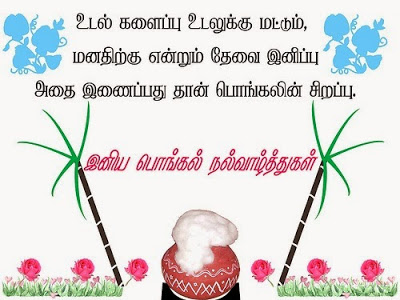 உடல் களைப்பு உடலுக்கு மட்டும்,
மனதிற்கு என்றும் தேவை இனிப்பு
அதை இணைப்பது தான் பொங்கலின் சிறப்பு.
இனிய பொங்கல் நல்வாழ்த்துகள்